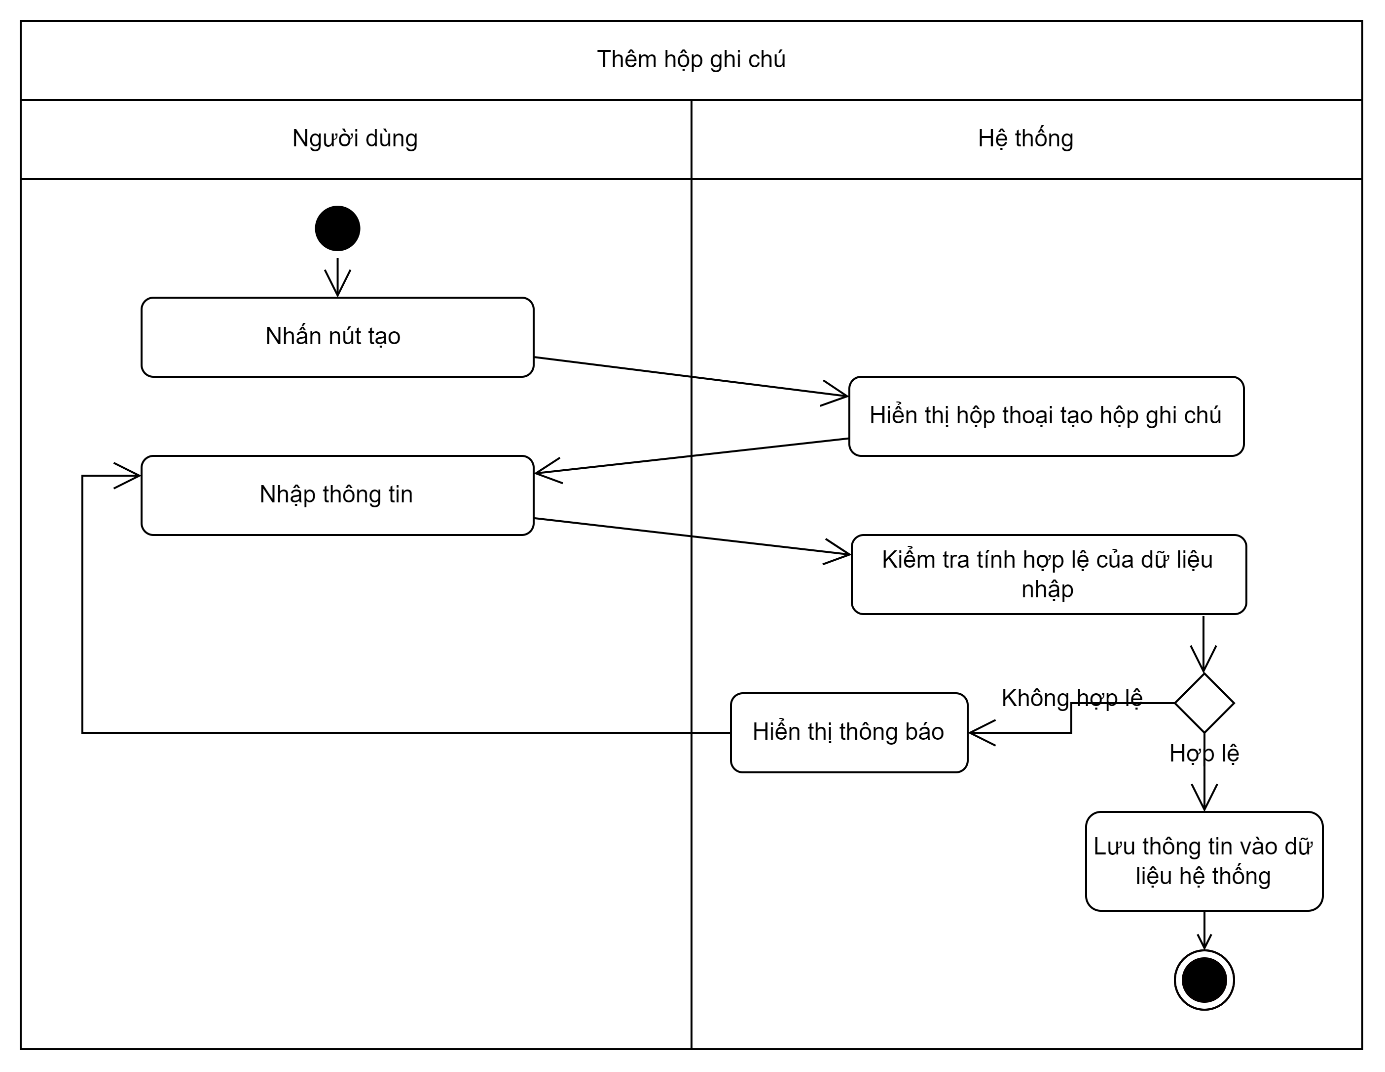 Thêm hộp ghi chú
Người dùng
Hệ thống
Nhấn nút tạo
Hiển thị hộp thoại tạo hộp ghi chú
Nhập thông tin
Kiểm tra tính hợp lệ của dữ liệu
nhập
Không hợp lệ
Hiển thị thông báo
Hợp lệ
Lưu thông tin vào dữ
liệu hệ thống